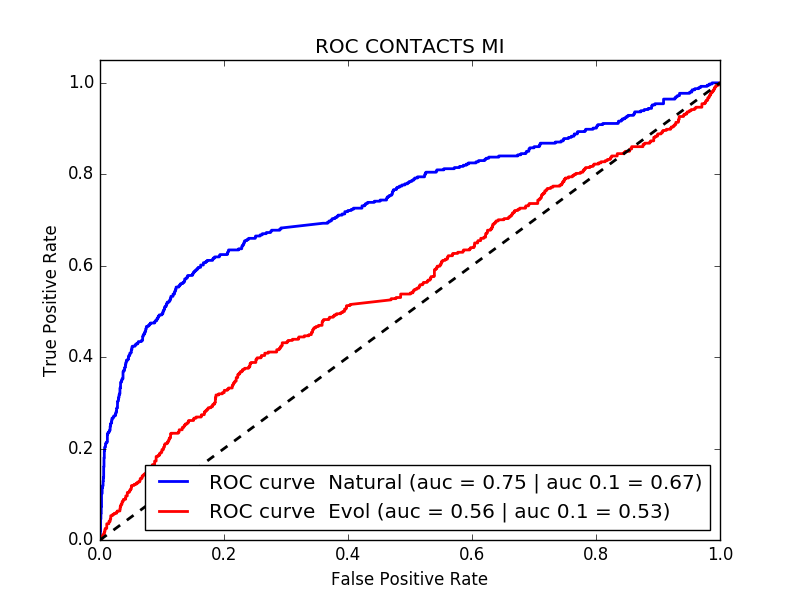 ROC CONTACTS MI
True Positive Rate
1.0
0.8
0.6
0.4
0.2
0.0
ROC curve  Natural (auc = 0.75 | auc 0.1 = 0.67)
ROC curve  Evol (auc = 0.56 | auc 0.1 = 0.53)
0.0 0.2 0.4 0.6 0.8 1.0
False Positive Rate